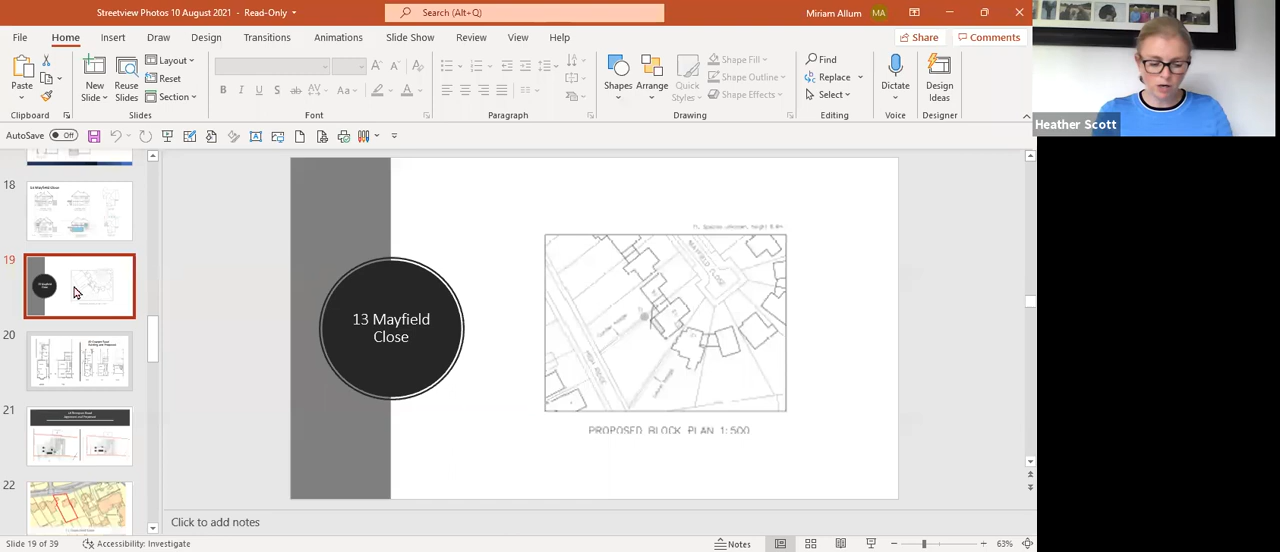 Streetview Photos 10 August 2021 - Read-Only
Search (Alt+Q)
Miriam Allum
MA
File
Home
Insert
Draw
Design
Transitions
Animations
Slide Show
Review
View
Help
Share
Comments
Paste
New
Slide
Reuse
Slides
Layout
Reset
Section
Shapes
Arrange
Quick
Styles
Shape Fill
Shape Outline
Shape Effects
Find
Replace
Select
Dictate
Design
Ideas
Clipboard
Slides
Font
Paragraph
Drawing
Editing
Voice
Designer
AutoSave
Off
Heather Scott
18
19
20
21
22
13 Mayfield
Close
MAYFIELD CLOSE
HIGH RIDGE
PROPOSED BLOCK PLAN 1:500
Click to add notes
Slide 19 of 39
Accessibility: Investigate
Notes
63%